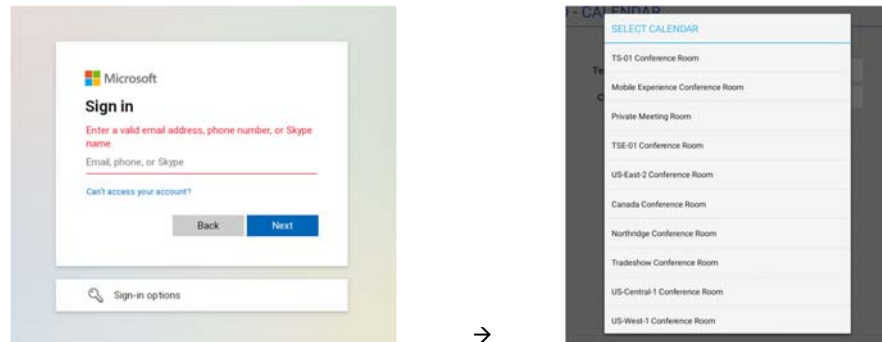 Microsoft
Sign in
Enter a valid email address, phone number, or Skype
name.
Email, phone, or Skype
Can't access your account?
Back Next
Sign-in options
→
- CALENDAR
SELECT CALENDAR
TS-01 Conference Room
Mobile Experience Conference Room
Private Meeting Room
TSE-01 Conference Room
US-East-2 Conference Room
Canada Conference Room
Northridge Conference Room
Tradeshow Conference Room
US-Central-1 Conference Room
US-West-1 Conference Room